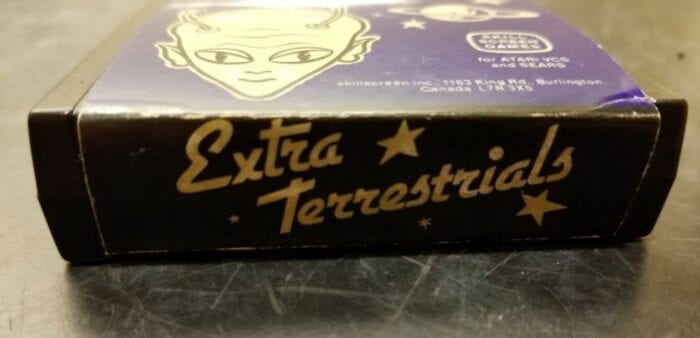 SKILL
SCREEN
GAMES
for ATARI VCS
and SEARS
skillscreen inc., 1163 King Rd., Burlington,
Canada L7R 3X5
Extra
Terrestrials